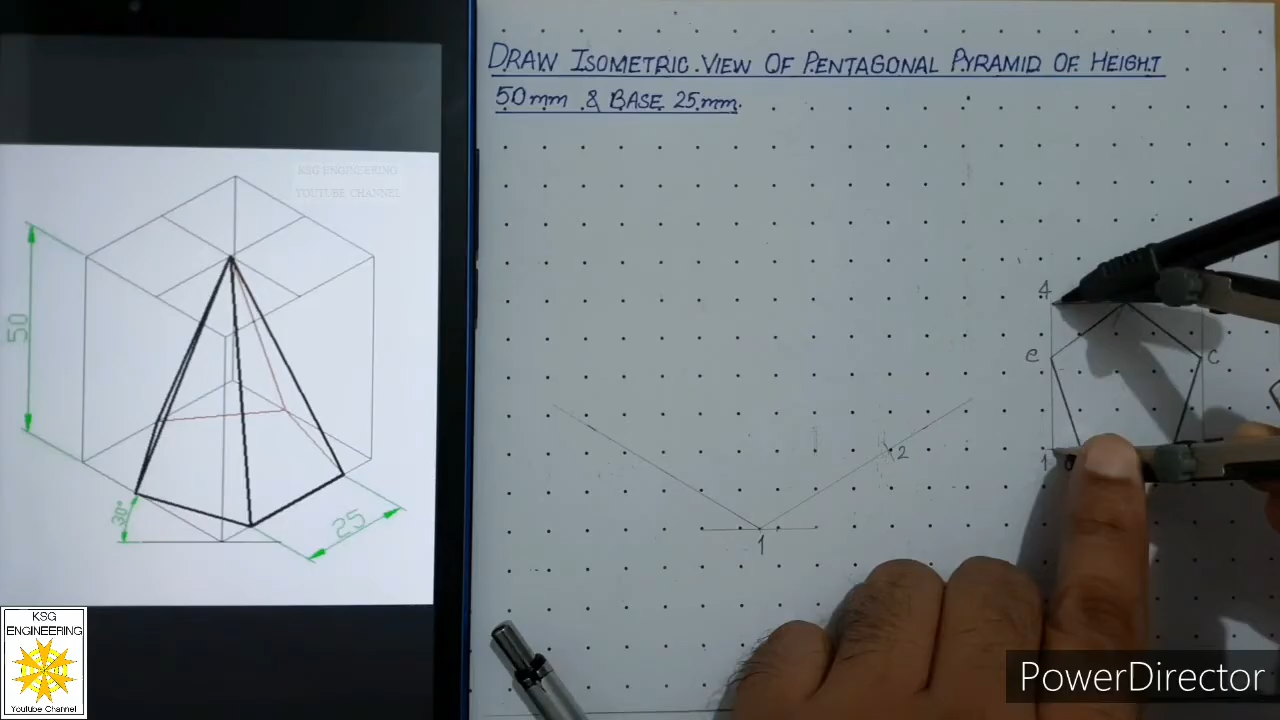 DRAW ISOMETRIC VIEW OF PENTAGONAL PYRAMID OF HEIGHT
50mm & BASE 25mm.
KSG ENGINEERING
YOUTUBE CHANNEL
50
30°
25
4
e
c
1
2
1
KSG
ENGINEERING
Youtube Channel
PowerDirector